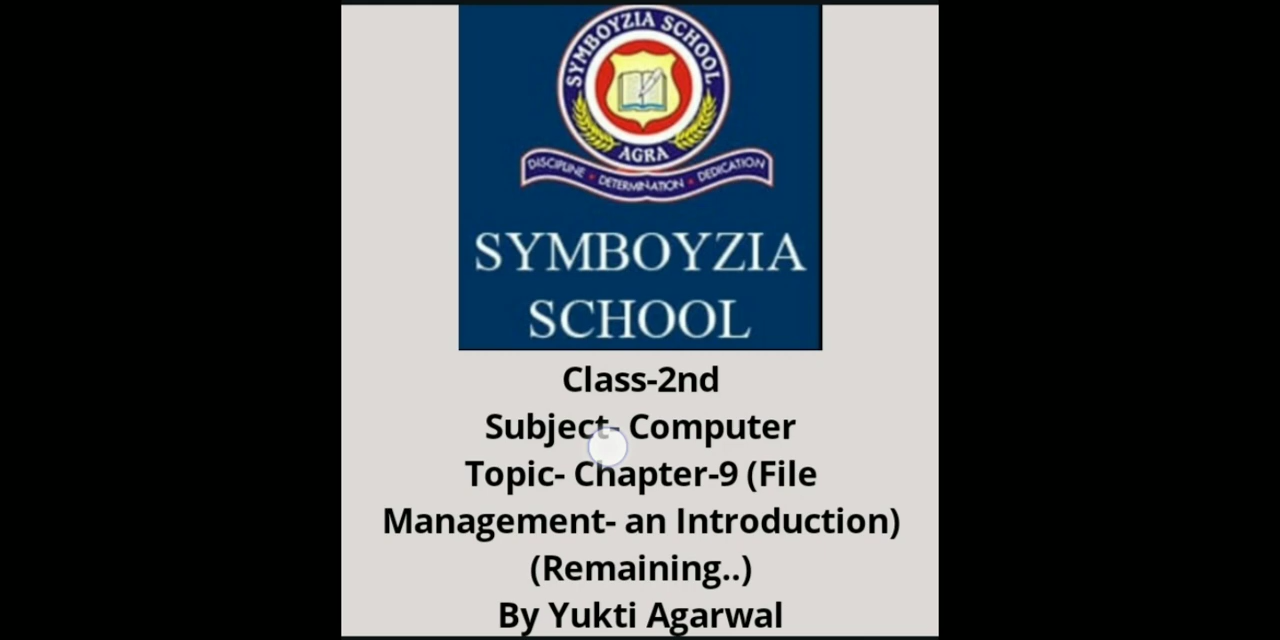 SYMBOYZIA SCHOOL
AGRA
DISCIPLINE • DETERMINATION • DEDICATION
SYMBOYZIA
SCHOOL
Class-2nd
Subject- Computer
Topic- Chapter-9 (File
Management- an Introduction)
(Remaining..)
By Yukti Agarwal